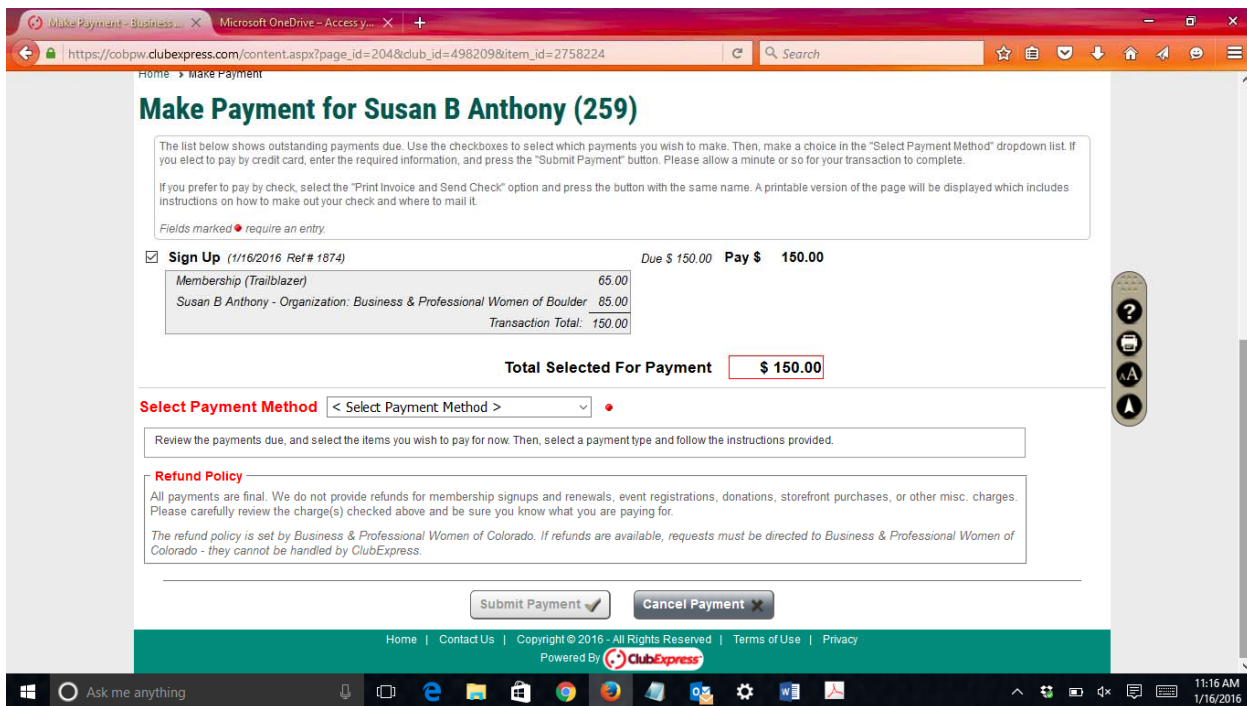 Make Payment - Business ...
Microsoft OneDrive – Access y...
https://cobpw.clubexpress.com/content.aspx?page_id=204&club_id=498209&item_id=2758224
Search
Home > Make Payment
Make Payment for Susan B Anthony (259)
The list below shows outstanding payments due. Use the checkboxes to select which payments you wish to make. Then, make a choice in the "Select Payment Method" dropdown list. If
you elect to pay by credit card, enter the required information, and press the "Submit Payment" button. Please allow a minute or so for your transaction to complete.
If you prefer to pay by check, select the "Print Invoice and Send Check" option and press the button with the same name. A printable version of the page will be displayed which includes
instructions on how to make out your check and where to mail it.
Fields marked require an entry.
Sign Up (1/16/2016 Ref# 1874) Due $ 150.00 Pay $ 150.00
Membership (Trailblazer) 65.00
Susan B Anthony - Organization: Business & Professional Women of Boulder 85.00
Transaction Total: 150.00
Total Selected For Payment $ 150.00
Select Payment Method < Select Payment Method >
Review the payments due, and select the items you wish to pay for now. Then, select a payment type and follow the instructions provided.
Refund Policy
All payments are final. We do not provide refunds for membership signups and renewals, event registrations, donations, storefront purchases, or other misc. charges.
Please carefully review the charge(s) checked above and be sure you know what you are paying for.
The refund policy is set by Business & Professional Women of Colorado. If refunds are available, requests must be directed to Business & Professional Women of
Colorado - they cannot be handled by ClubExpress.
Submit Payment Cancel Payment
Home | Contact Us | Copyright © 2016 - All Rights Reserved | Terms of Use | Privacy
Powered By ClubExpress
?
AA
Ask me anything
11:16 AM
1/16/2016